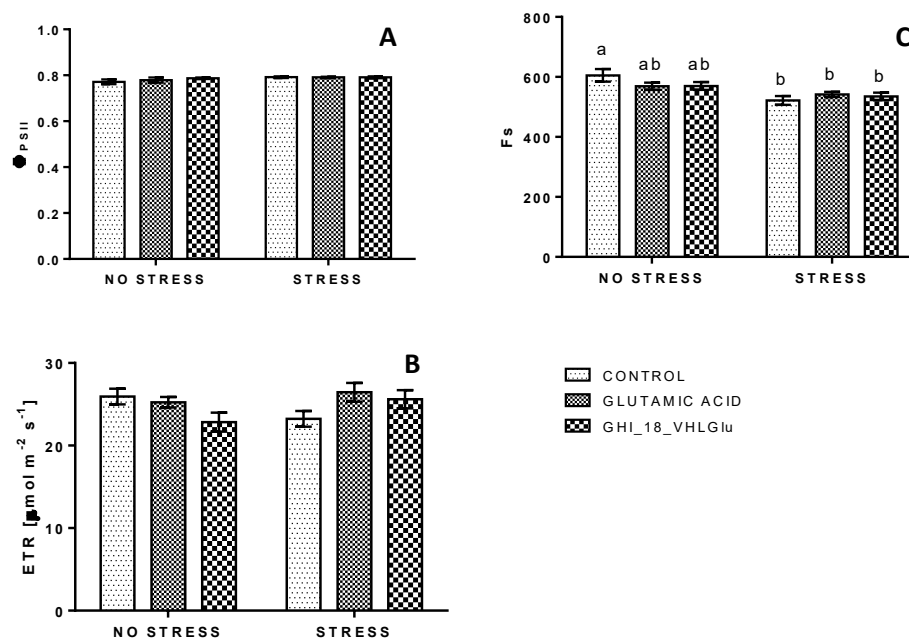 A
1.0
0.8
0.6
0.4
0.2
0.0
PSII
NO STRESS
STRESS
C
800
600
400
200
0
Fs
a
ab
ab
b
b
b
NO STRESS
STRESS
B
30
20
10
0
ETR [μmol m⁻² s⁻¹]
NO STRESS
STRESS
CONTROL
GLUTAMIC ACID
GHI_18_VHLGlu